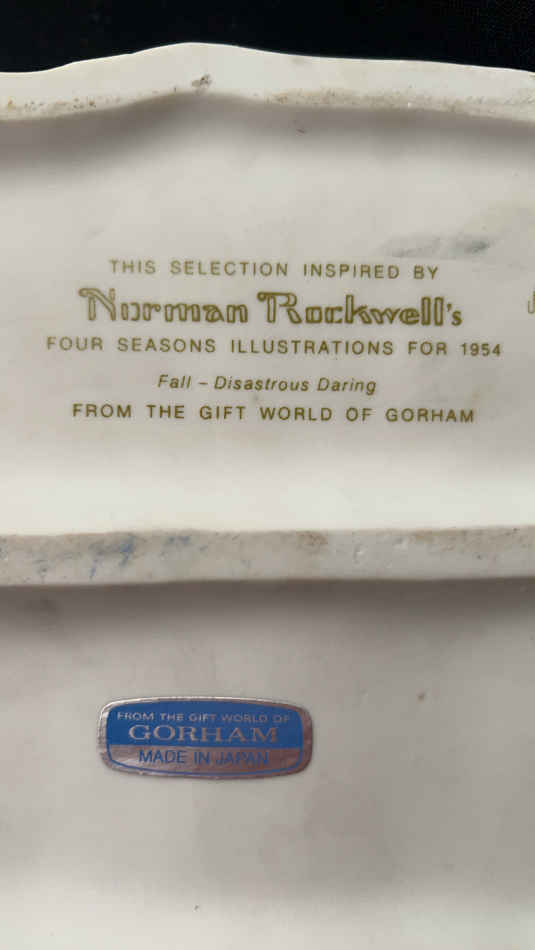 THIS SELECTION INSPIRED BY
Norman Rockwell's
FOUR SEASONS ILLUSTRATIONS FOR 1954
Fall – Disastrous Daring
FROM THE GIFT WORLD OF GORHAM
FROM THE GIFT WORLD OF
GORHAM
MADE IN JAPAN